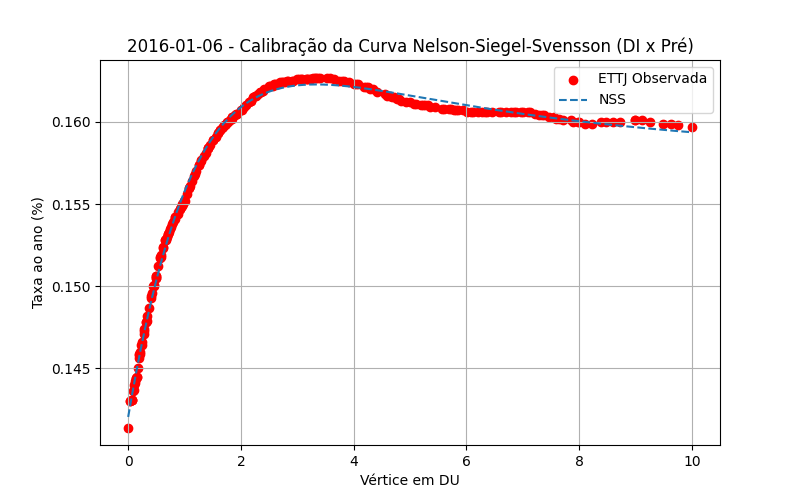 2016-01-06 - Calibração da Curva Nelson-Siegel-Svensson (DI x Pré)
ETTJ Observada
NSS
Taxa ao ano (%)
0.160
0.155
0.150
0.145
0 2 4 6 8 10
Vértice em DU